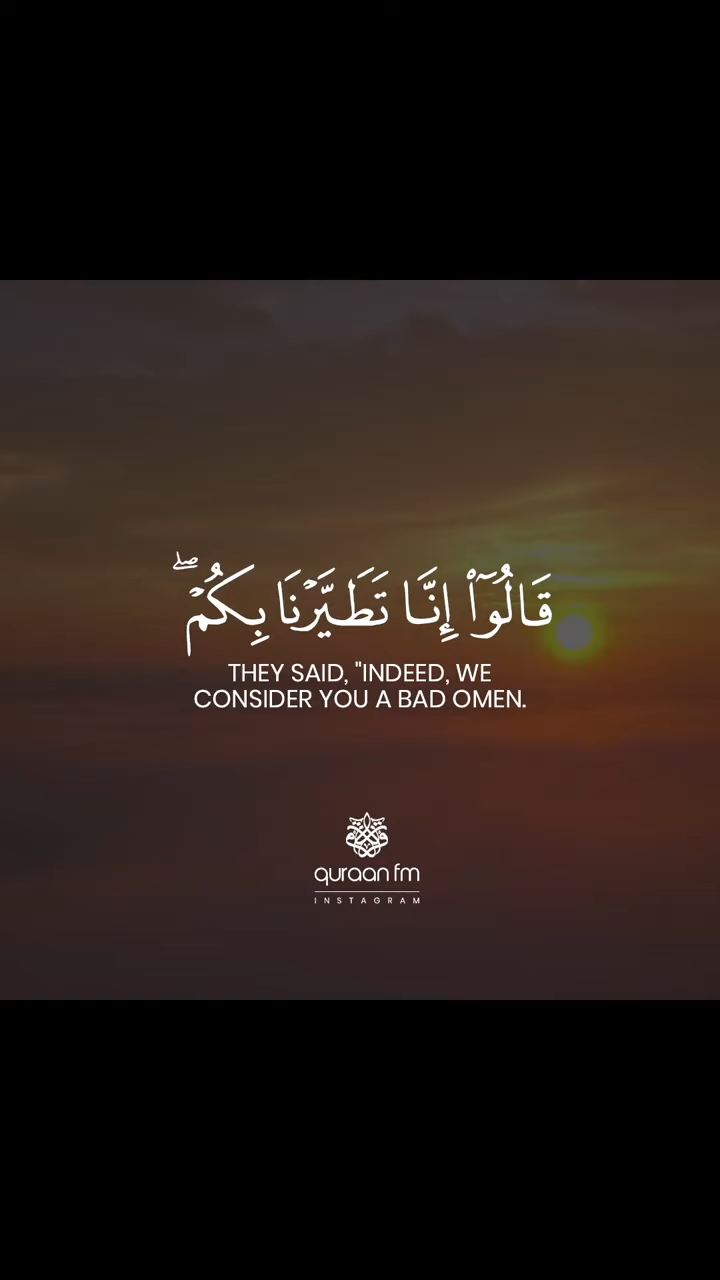 قَالُوٓا۟ إِنَّا تَطَيَّرْنَا بِكُمْ ۖ
THEY SAID, "INDEED, WE
CONSIDER YOU A BAD OMEN.
quraan fm
INSTAGRAM